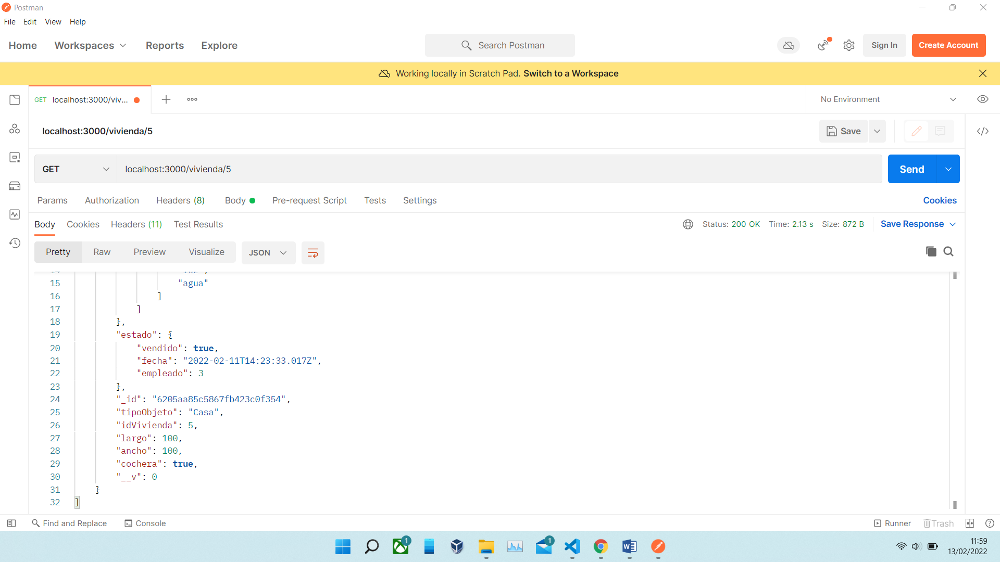 Postman
File Edit View Help
Home Workspaces Reports Explore
Search Postman
Sign In
Create Account
Working locally in Scratch Pad. Switch to a Workspace
GET localhost:3000/viv...
No Environment
localhost:3000/vivienda/5
Save
GET localhost:3000/vivienda/5
Send
Params Authorization Headers (8) Body Pre-request Script Tests Settings Cookies
Body Cookies Headers (11) Test Results
Status: 200 OK Time: 2.13 s Size: 872 B Save Response
Pretty Raw Preview Visualize JSON
15 "agua"
16 ]
17 ]
18 },
19 "estado": {
20 "vendido": true,
21 "fecha": "2022-02-11T14:23:33.017Z",
22 "empleado": 3
23 },
24 "_id": "6205aa85c5867fb423c0f354",
25 "tipoObjeto": "Casa",
26 "idVivienda": 5,
27 "largo": 100,
28 "ancho": 100,
29 "cochera": true,
30 "__v": 0
31 }
32 ]
Find and Replace Console
Runner Trash
1
1
11:59
13/02/2022